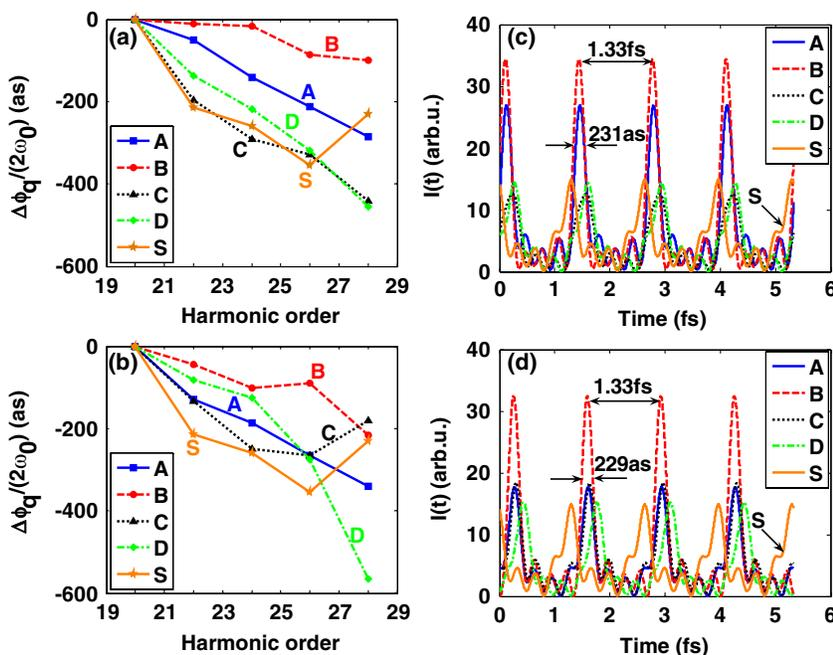 (a)
Δϕq/(2ω0) (as)
0
-200
-400
-600
B
A
D
C
S
A
B
C
D
S
19 21 23 25 27 29
Harmonic order
(c)
I(t) (arb.u.)
40
30
20
10
0
1.33fs
231as
S
A
B
C
D
S
0 1 2 3 4 5 6
Time (fs)
(b)
Δϕq/(2ω0) (as)
0
-200
-400
-600
B
A
C
S
D
A
B
C
D
S
19 21 23 25 27 29
Harmonic order
(d)
I(t) (arb.u.)
40
30
20
10
0
1.33fs
229as
S
A
B
C
D
S
0 1 2 3 4 5 6
Time (fs)